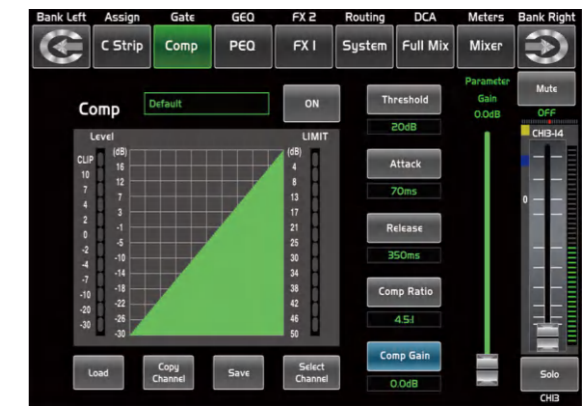 Bank Left Assign Gate GEQ FX 2 Routing DCA Meters Bank Right
C Strip Comp PEQ FX 1 System Full Mix Mixer
Comp Default ON
Threshold
20dB
Attack
70ms
Release
350ms
Comp Ratio
4.5:1
Comp Gain
0.0dB
Parameter
Gain
0.0dB
Mute
OFF
CH13-14
0
Solo
CH13
Level LIMIT
CLIP
10
7
4
2
0
-2
-4
-7
-10
-20
-30
(dB)
16
12
7
3
-1
-5
-10
-14
-18
-22
-26
-30
(dB)
4
8
13
17
21
25
30
34
38
42
46
50
Load
Copy
Channel
Save
Select
Channel